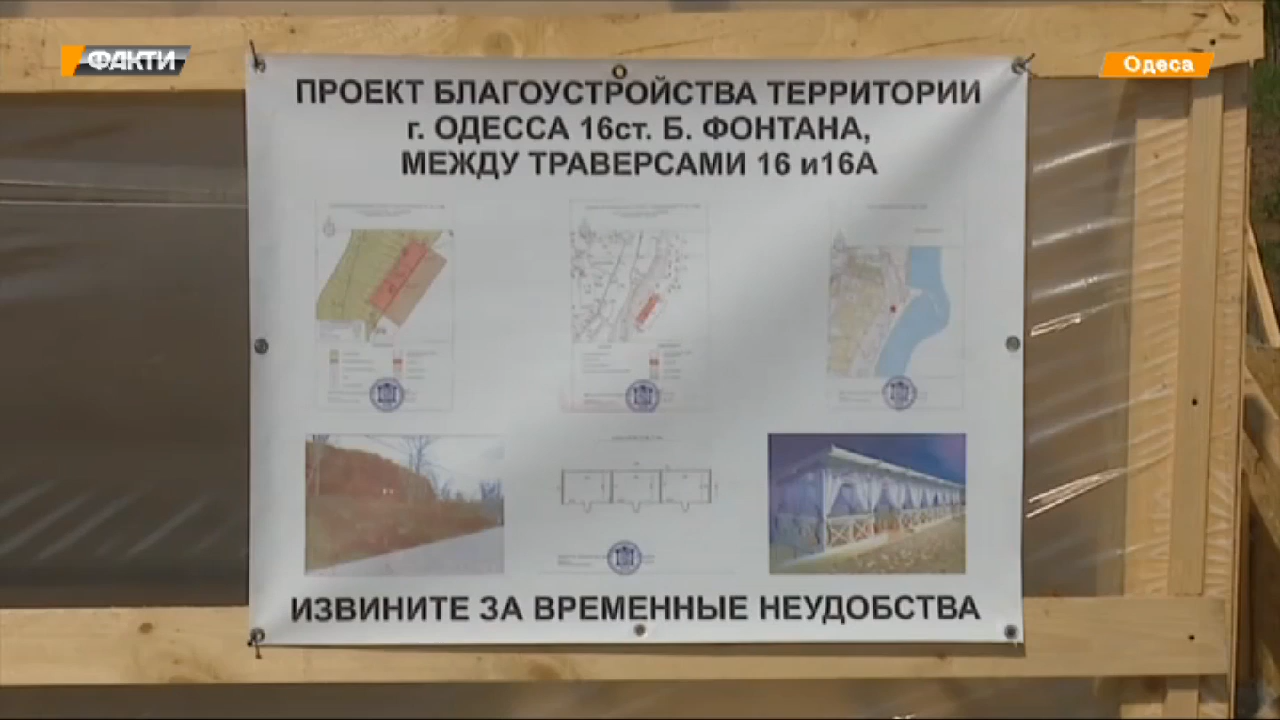 ФАКТИ
Одеса
ПРОЕКТ БЛАГОУСТРОЙСТВА ТЕРРИТОРИИ
г. ОДЕССА 16ст. Б. ФОНТАНА,
МЕЖДУ ТРАВЕРСАМИ 16 и16А
ИЗВИНИТЕ ЗА ВРЕМЕННЫЕ НЕУДОБСТВА